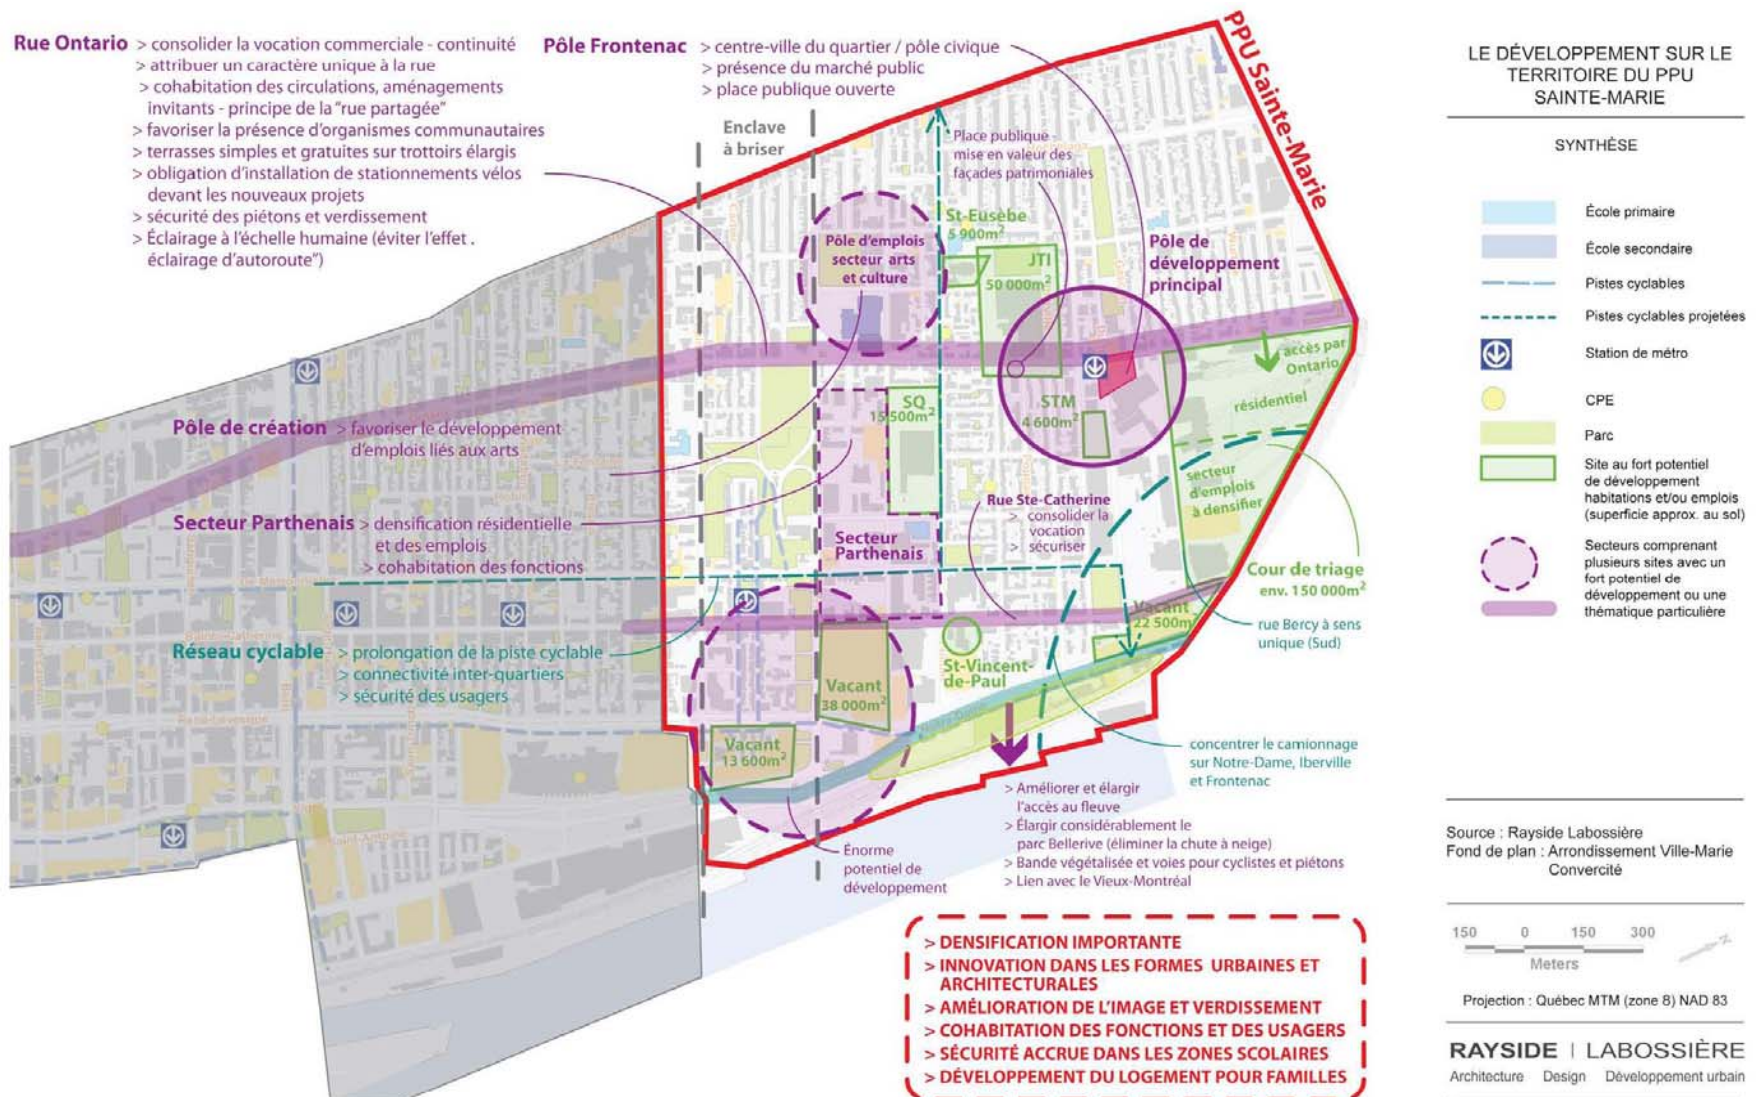 Rue Ontario > consolider la vocation commerciale - continuité
> attribuer un caractère unique à la rue
> cohabitation des circulations, aménagements
invitants - principe de la "rue partagée"
> favoriser la présence d'organismes communautaires
> terrasses simples et gratuites sur trottoirs élargis
> obligation d'installation de stationnements vélos
devant les nouveaux projets
> sécurité des piétons et verdissement
> Éclairage à l'échelle humaine (éviter l'effet .
éclairage d'autoroute")
Pôle Frontenac > centre-ville du quartier / pôle civique
> présence du marché public
> place publique ouverte
Enclave
à briser
PPU Sainte-Marie
Place publique -
mise en valeur des
façades patrimoniales
Pôle d'emplois
secteur arts
et culture
St-Eusèbe
5 900m²
JTI
50 000m²
Pôle de
développement
principal
accès par
Ontario
résidentiel
SQ
15 500m²
STM
4 600m²
secteur
d'emplois
à densifier
Pôle de création > favoriser le développement
d'emplois liés aux arts
Secteur Parthenais > densification résidentielle
et des emplois
> cohabitation des fonctions
Secteur
Parthenais
Rue Ste-Catherine
> consolider la
vocation
> sécuriser
Cour de triage
env. 150 000m²
Vacant
22 500m²
rue Bercy à sens
unique (Sud)
Réseau cyclable > prolongation de la piste cyclable
> connectivité inter-quartiers
> sécurité des usagers
St-Vincent-
de-Paul
Vacant
38 000m²
Vacant
13 600m²
concentrer le camionnage
sur Notre-Dame, Iberville
et Frontenac
Énorme
potentiel de
développement
> Améliorer et élargir
l'accès au fleuve
> Élargir considérablement le
parc Bellerive (éliminer la chute à neige)
> Bande végétalisée et voies pour cyclistes et piétons
> Lien avec le Vieux-Montréal
> DENSIFICATION IMPORTANTE
> INNOVATION DANS LES FORMES URBAINES ET
ARCHITECTURALES
> AMÉLIORATION DE L'IMAGE ET VERDISSEMENT
> COHABITATION DES FONCTIONS ET DES USAGERS
> SÉCURITÉ ACCRUE DANS LES ZONES SCOLAIRES
> DÉVELOPPEMENT DU LOGEMENT POUR FAMILLES
LE DÉVELOPPEMENT SUR LE
TERRITOIRE DU PPU
SAINTE-MARIE
SYNTHÈSE
École primaire
École secondaire
Pistes cyclables
Pistes cyclables projetées
Station de métro
CPE
Parc
Site au fort potentiel
de développement
habitations et/ou emplois
(superficie approx. au sol)
Secteurs comprenant
plusieurs sites avec un
fort potentiel de
développement ou une
thématique particulière
Source : Rayside Labossière
Fond de plan : Arrondissement Ville-Marie
Convercité
150 0 150 300
Meters
Z
Projection : Québec MTM (zone 8) NAD 83
RAYSIDE | LABOSSIÈRE
Architecture Design Développement urbain